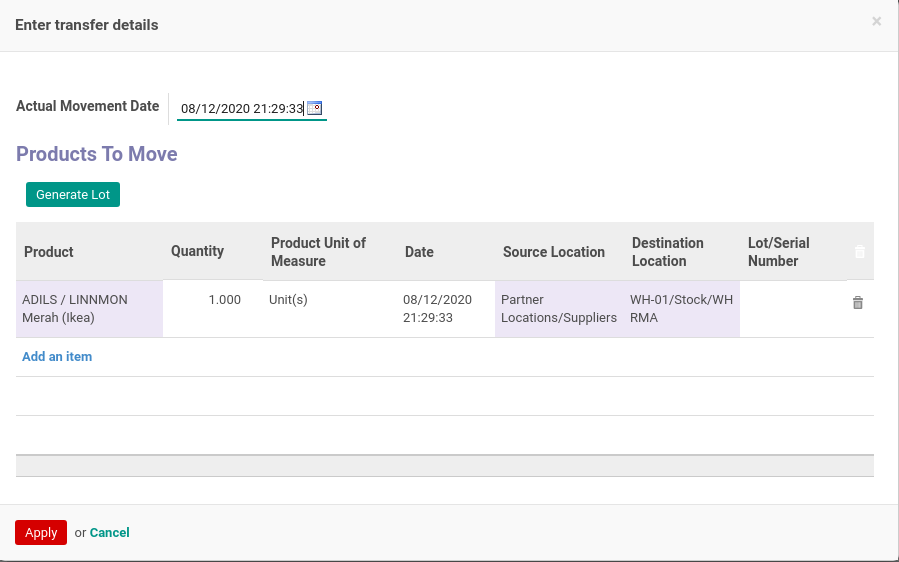 Enter transfer details ×
Actual Movement Date 08/12/2020 21:29:33
Products To Move
Generate Lot
Product Quantity Product Unit of Measure Date Source Location Destination Location Lot/Serial Number
ADILS / LINNMON Merah (Ikea) 1.000 Unit(s) 08/12/2020 21:29:33 Partner Locations/Suppliers WH-01/Stock/WH RMA
Add an item
Apply or Cancel